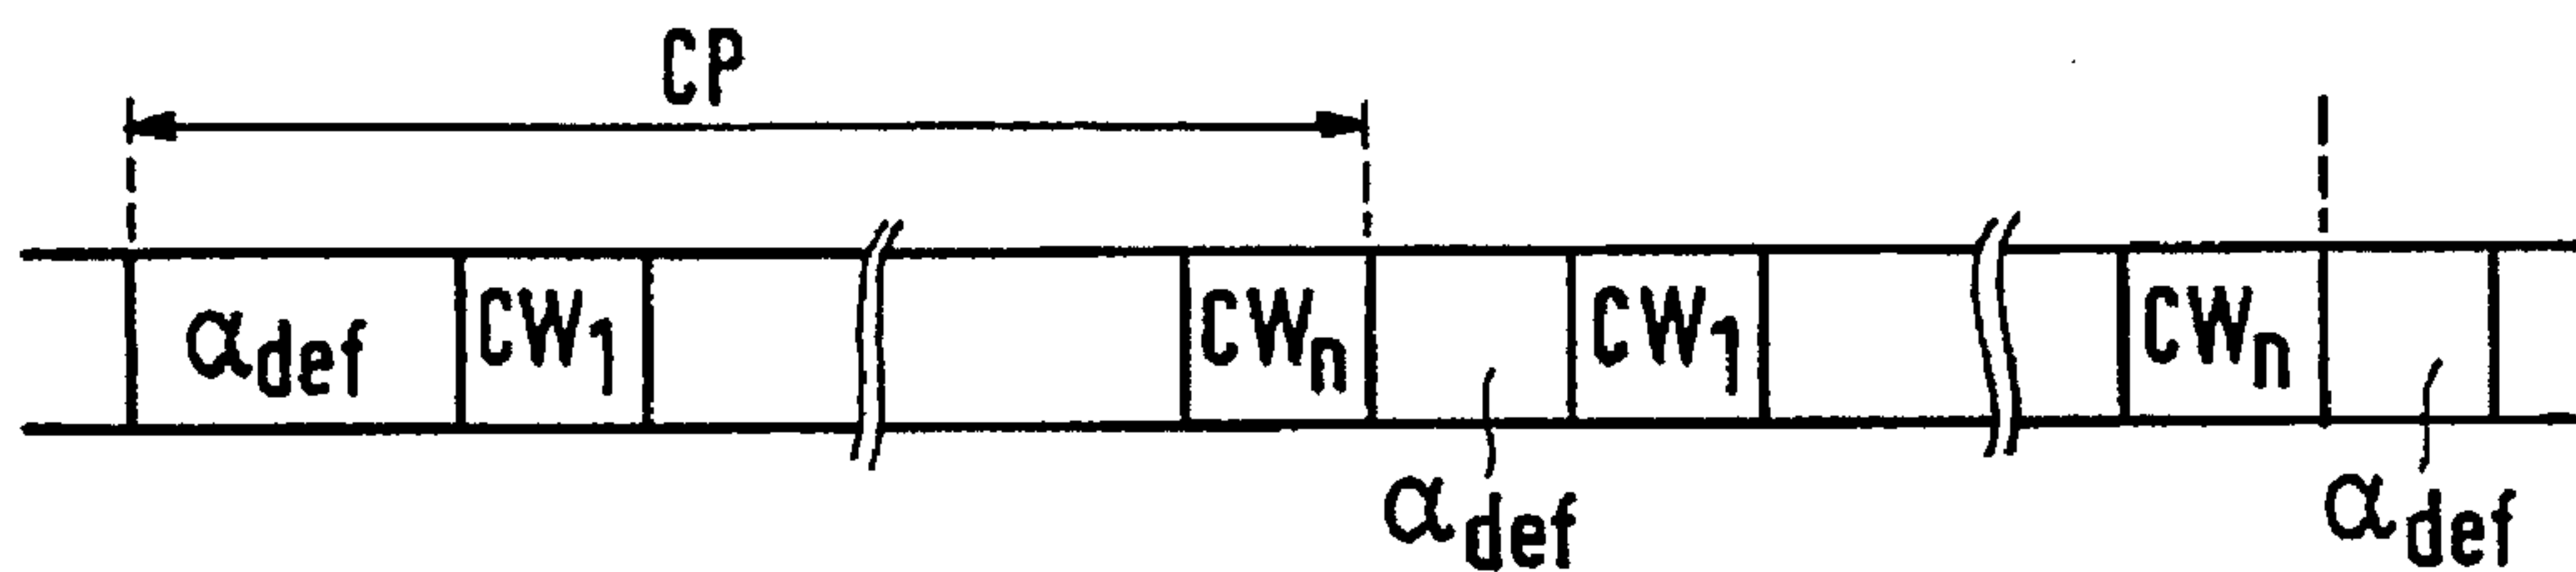 CP
α_def CW_1 CW_n CW_1 CW_n
α_def α_def